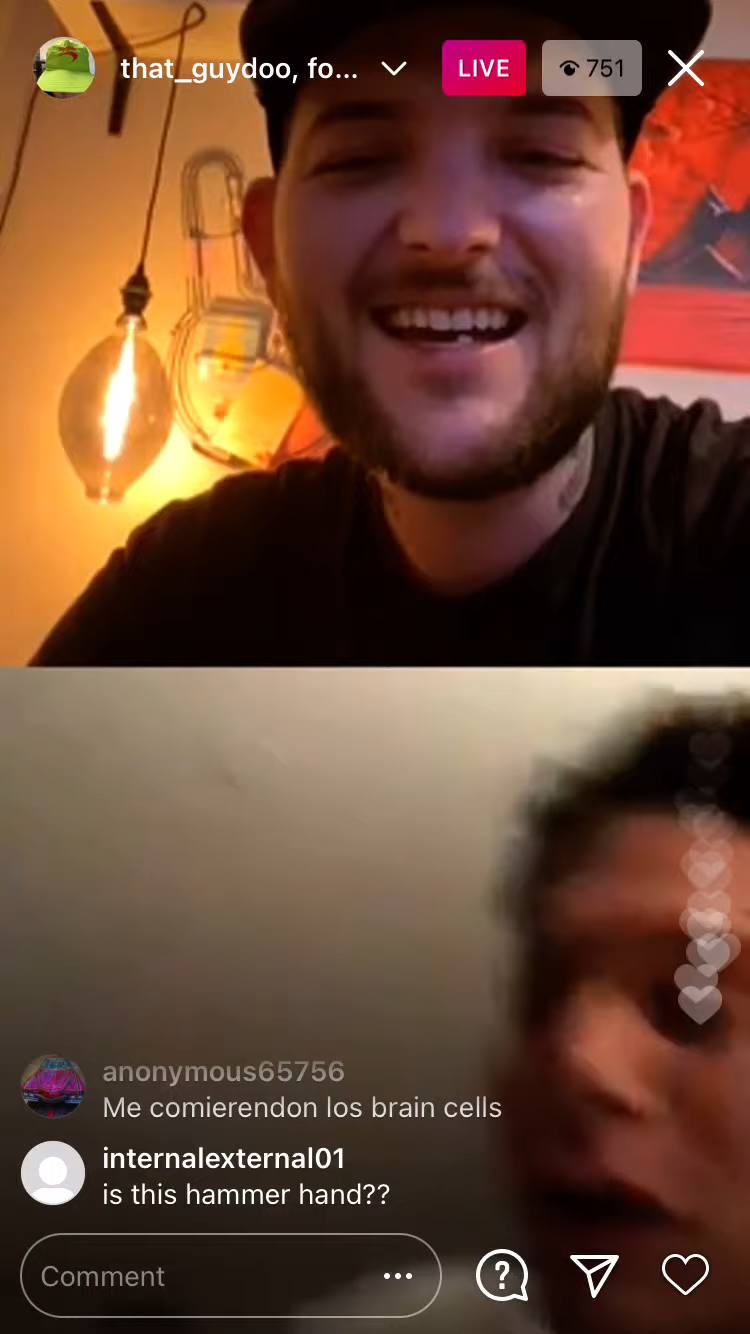 that_guydoo, fo...
LIVE
751
anonymous65756
Me comierendon los brain cells
internalexternal01
is this hammer hand??
Comment